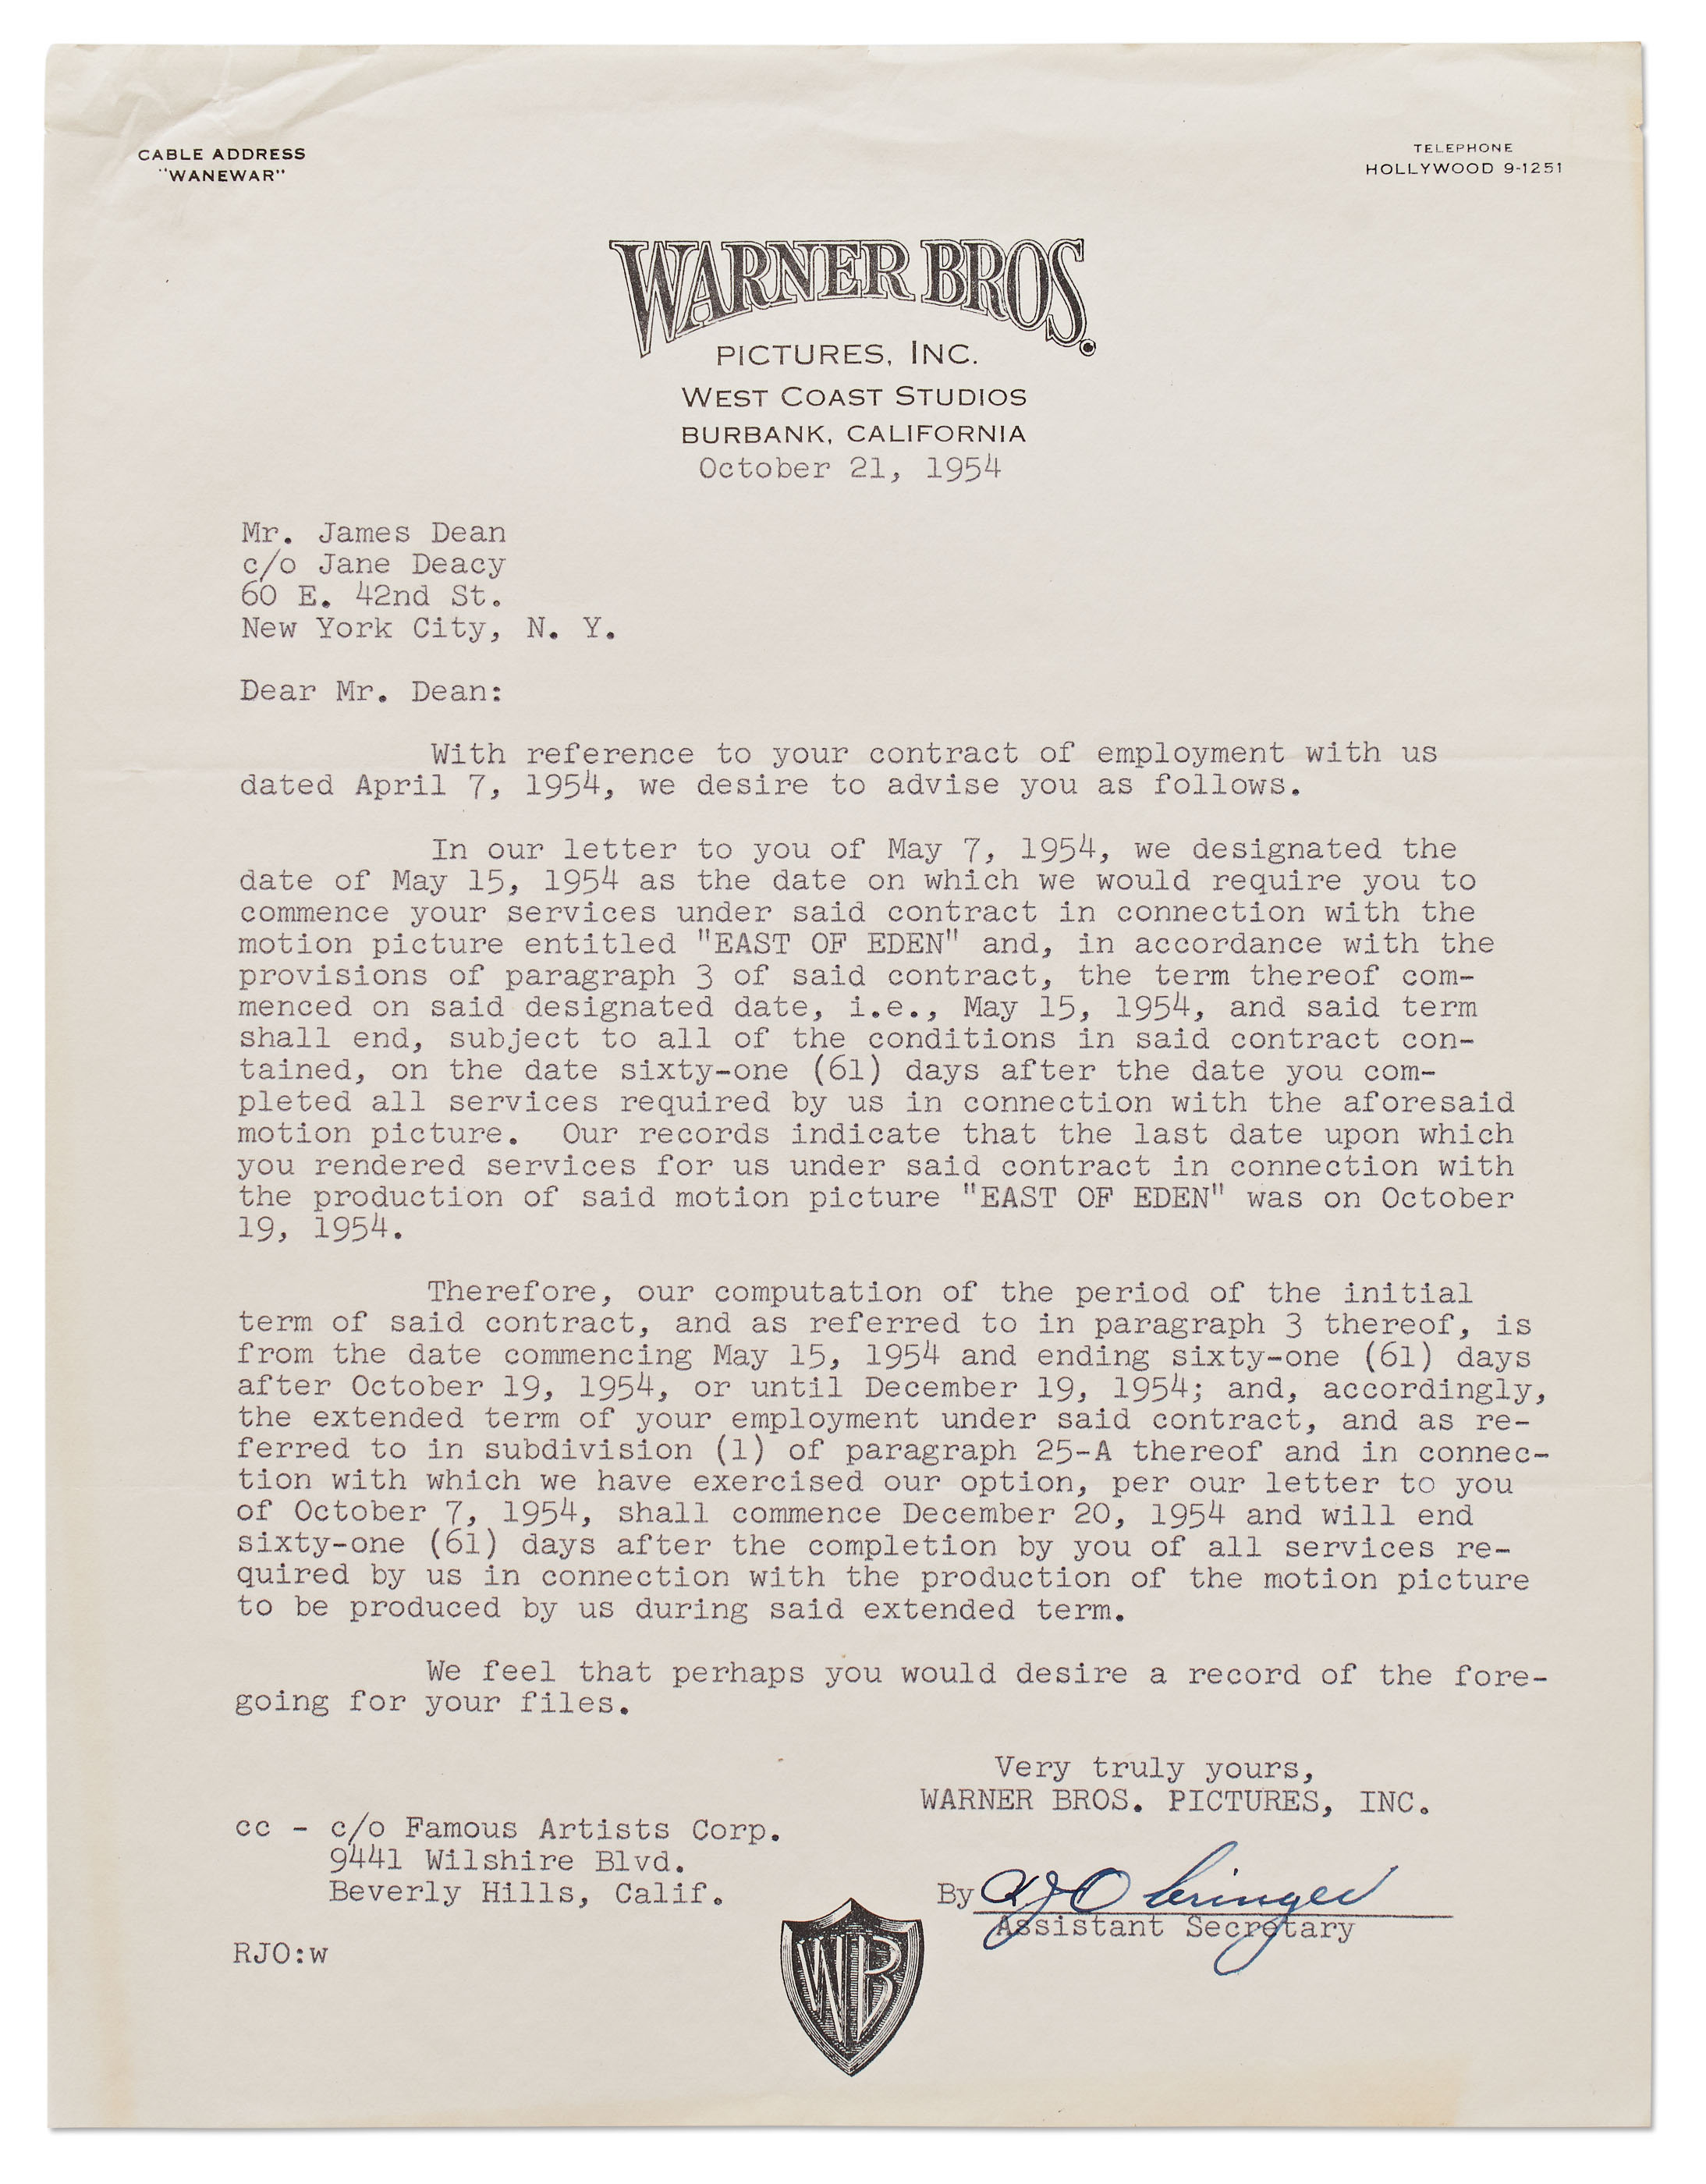 CABLE ADDRESS
"WANEWAR"
TELEPHONE
HOLLYWOOD 9-1251
WARNER BROS.
PICTURES, INC.
WEST COAST STUDIOS
BURBANK, CALIFORNIA
October 21, 1954
Mr. James Dean
c/o Jane Deacy
60 E. 42nd St.
New York City, N. Y.
Dear Mr. Dean:
With reference to your contract of employment with us
dated April 7, 1954, we desire to advise you as follows.
In our letter to you of May 7, 1954, we designated the
date of May 15, 1954 as the date on which we would require you to
commence your services under said contract in connection with the
motion picture entitled "EAST OF EDEN" and, in accordance with the
provisions of paragraph 3 of said contract, the term thereof com-
menced on said designated date, i.e., May 15, 1954, and said term
shall end, subject to all of the conditions in said contract con-
tained, on the date sixty-one (61) days after the date you com-
pleted all services required by us in connection with the aforesaid
motion picture. Our records indicate that the last date upon which
you rendered services for us under said contract in connection with
the production of said motion picture "EAST OF EDEN" was on October
19, 1954.
Therefore, our computation of the period of the initial
term of said contract, and as referred to in paragraph 3 thereof, is
from the date commencing May 15, 1954 and ending sixty-one (61) days
after October 19, 1954, or until December 19, 1954; and, accordingly,
the extended term of your employment under said contract, and as re-
ferred to in subdivision (1) of paragraph 25-A thereof and in connec-
tion with which we have exercised our option, per our letter to you
of October 7, 1954, shall commence December 20, 1954 and will end
sixty-one (61) days after the completion by you of all services re-
quired by us in connection with the production of the motion picture
to be produced by us during said extended term.
We feel that perhaps you would desire a record of the fore-
going for your files.
Very truly yours,
WARNER BROS. PICTURES, INC.
cc - c/o Famous Artists Corp.
9441 Wilshire Blvd.
Beverly Hills, Calif.
By RJObringer
Assistant Secretary
RJO:w
WB